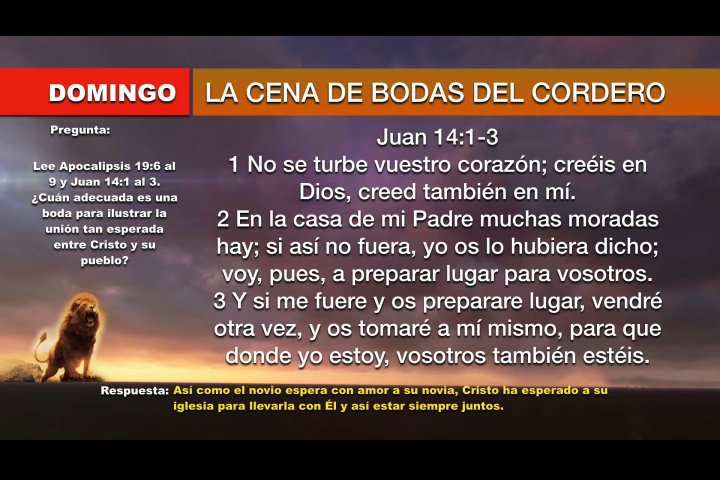 DOMINGO
LA CENA DE BODAS DEL CORDERO
Pregunta:
Lee Apocalipsis 19:6 al
9 y Juan 14:1 al 3.
¿Cuán adecuada es una
boda para ilustrar la
unión tan esperada
entre Cristo y su
pueblo?
Juan 14:1-3
1 No se turbe vuestro corazón; creéis en
Dios, creed también en mí.
2 En la casa de mi Padre muchas moradas
hay; si así no fuera, yo os lo hubiera dicho;
voy, pues, a preparar lugar para vosotros.
3 Y si me fuere y os preparare lugar, vendré
otra vez, y os tomaré a mí mismo, para que
donde yo estoy, vosotros también estéis.
Respuesta: Así como el novio espera con amor a su novia, Cristo ha esperado a su
iglesia para llevarla con Él y así estar siempre juntos.